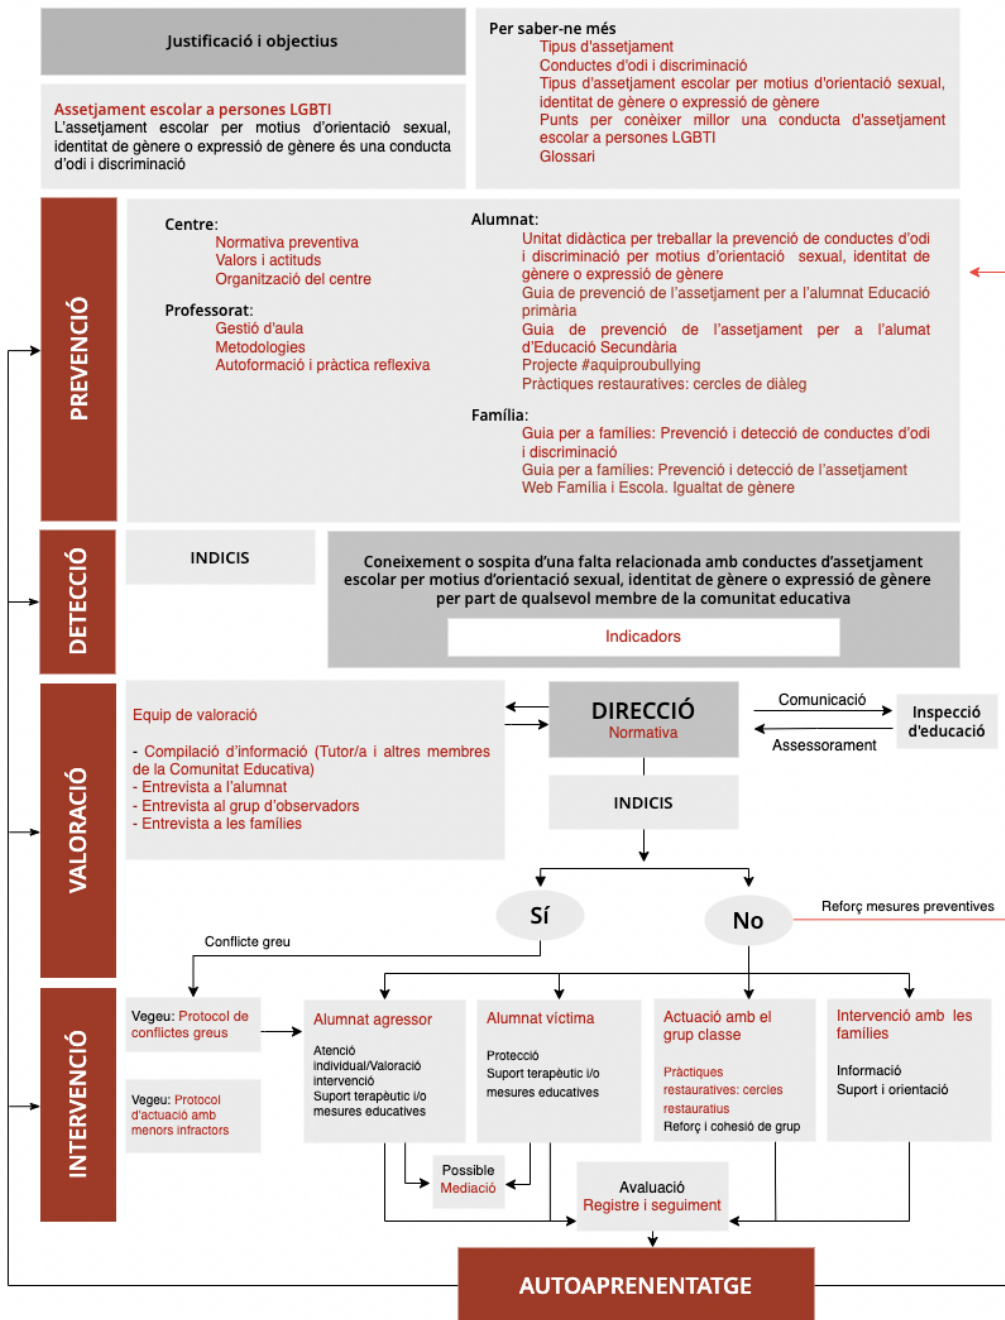 Justificació i objectius
Assetjament escolar a persones LGBTI
L'assetjament escolar per motius d'orientació sexual,
identitat de gènere o expressió de gènere és una conducta
d'odi i discriminació
Per saber-ne més
Tipus d'assetjament
Conductes d'odi i discriminació
Tipus d'assetjament escolar per motius d'orientació sexual,
identitat de gènere o expressió de gènere
Punts per conèixer millor una conducta d'assetjament
escolar a persones LGBTI
Glossari
PREVENCIÓ
Centre:
Normativa preventiva
Valors i actituds
Organització del centre
Professorat:
Gestió d'aula
Metodologies
Autoformació i pràctica reflexiva
Alumnat:
Unitat didàctica per treballar la prevenció de conductes d'odi
i discriminació per motius d'orientació sexual, identitat de
gènere o expressió de gènere
Guia de prevenció de l'assetjament per a l'alumnat Educació
primària
Guia de prevenció de l'assetjament per a l'alumat
d'Educació Secundària
Projecte #aquiproubullying
Pràctiques restauratives: cercles de diàleg
Família:
Guia per a famílies: Prevenció i detecció de conductes d'odi
i discriminació
Guia per a famílies: Prevenció i detecció de l'assetjament
Web Família i Escola. Igualtat de gènere
DETECCIÓ
INDICIS
Coneixement o sospita d'una falta relacionada amb conductes d'assetjament
escolar per motius d'orientació sexual, identitat de gènere o expressió de gènere
per part de qualsevol membre de la comunitat educativa
Indicadors
VALORACIÓ
Equip de valoració
- Compilació d'informació (Tutor/a i altres membres
de la Comunitat Educativa)
- Entrevista a l'alumnat
- Entrevista al grup d'observadors
- Entrevista a les famílies
DIRECCIÓ
Normativa
Comunicació
Assessorament
Inspecció
d'educació
INDICIS
Sí
No
Reforç mesures preventives
Conflicte greu
INTERVENCIÓ
Vegeu: Protocol de
conflictes greus
Vegeu: Protocol
d'actuació amb
menors infractors
Alumnat agressor
Atenció
individual/Valoració
intervenció
Suport terapèutic i/o
mesures educatives
Alumnat víctima
Protecció
Suport terapèutic i/o
mesures educatives
Actuació amb el
grup classe
Pràctiques
restauratives: cercles
restauratius
Reforç i cohesió de grup
Intervenció amb les
famílies
Informació
Suport i orientació
Possible
Mediació
Avaluació
Registre i seguiment
AUTOAPRENENTATGE